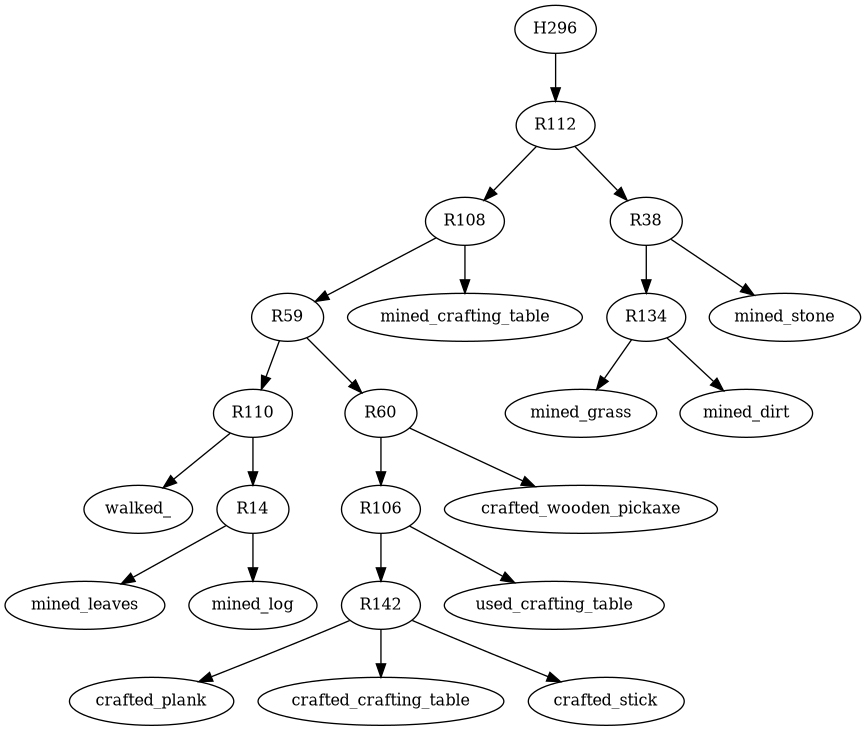 H296
R112
R108
R38
R59
mined_crafting_table
R134
mined_stone
R110
R60
mined_grass
mined_dirt
walked_
R14
R106
crafted_wooden_pickaxe
mined_leaves
mined_log
R142
used_crafting_table
crafted_plank
crafted_crafting_table
crafted_stick